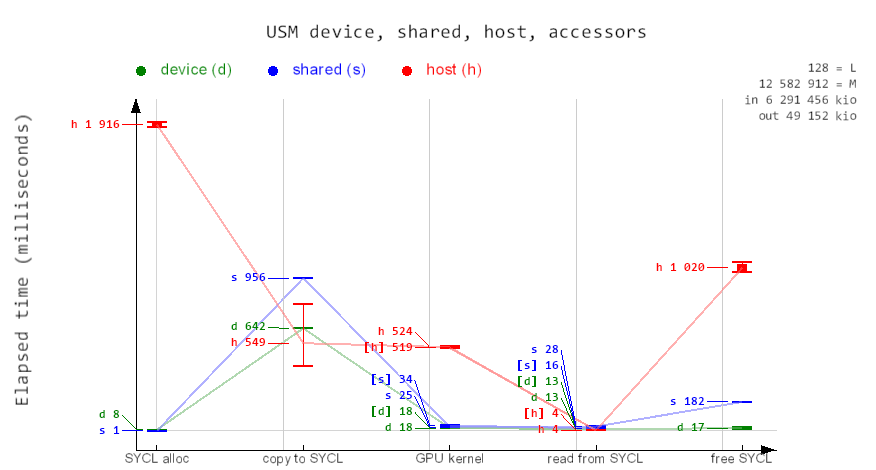 USM device, shared, host, accessors
device (d) shared (s) host (h)
128 = L
12 582 912 = M
in 6 291 456 kio
out 49 152 kio
Elapsed time (milliseconds)
h 1 916
d 8
s 1
s 956
d 642
h 549
h 524
[h] 519
[s] 34
s 25
[d] 18
d 18
s 28
[s] 16
[d] 13
d 13
[h] 4
h 4
h 1 020
s 182
d 17
SYCL alloc copy to SYCL GPU kernel read from SYCL free SYCL